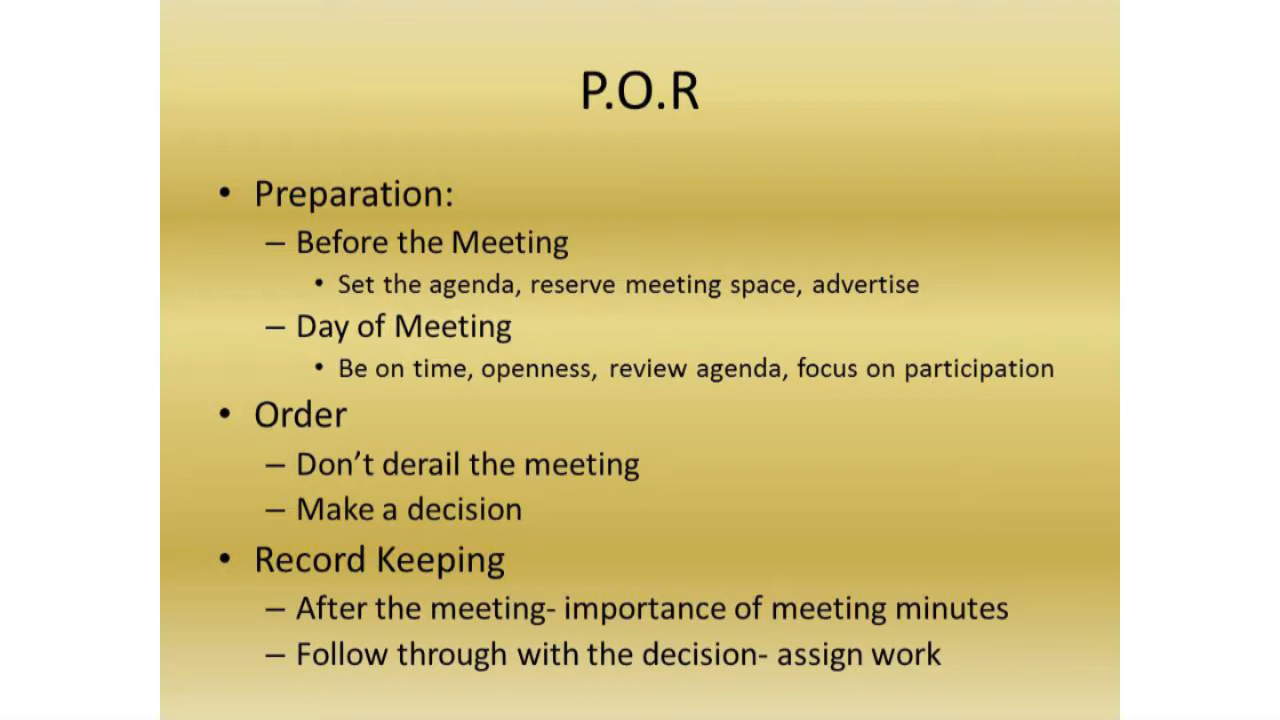 P.O.R
• Preparation:
– Before the Meeting
• Set the agenda, reserve meeting space, advertise
– Day of Meeting
• Be on time, openness, review agenda, focus on participation
• Order
– Don’t derail the meeting
– Make a decision
• Record Keeping
– After the meeting- importance of meeting minutes
– Follow through with the decision- assign work